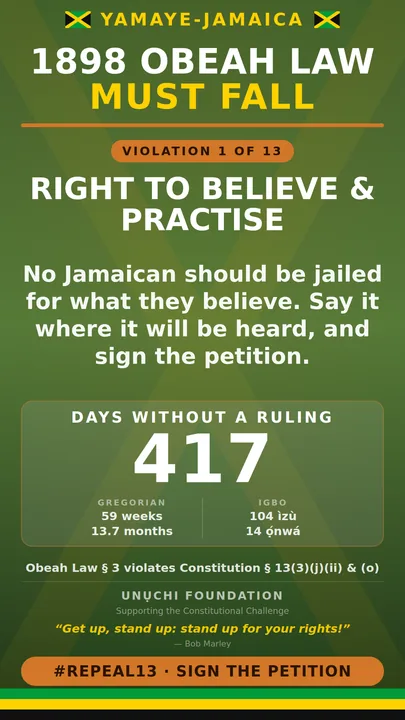 YAMAYE-JAMAICA
1898 OBEAH LAW
MUST FALL
VIOLATION 1 OF 13
RIGHT TO BELIEVE &
PRACTISE
No Jamaican should be jailed
for what they believe. Say it
where it will be heard, and
sign the petition.
DAYS WITHOUT A RULING
417
GREGORIAN
59 weeks
13.7 months
IGBO
104 ìzù
14 ọ́nwá
Obeah Law § 3 violates Constitution § 13(3)(j)(ii) & (o)
UNỤCHI FOUNDATION
Supporting the Constitutional Challenge
“Get up, stand up: stand up for your rights!”
— Bob Marley
#REPEAL13 · SIGN THE PETITION